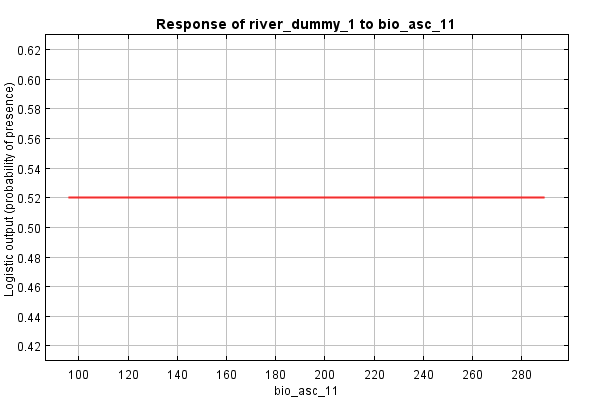 Response of river_dummy_1 to bio_asc_11
Logistic output (probability of presence)
0.62
0.60
0.58
0.56
0.54
0.52
0.50
0.48
0.46
0.44
0.42
100 120 140 160 180 200 220 240 260 280
bio_asc_11